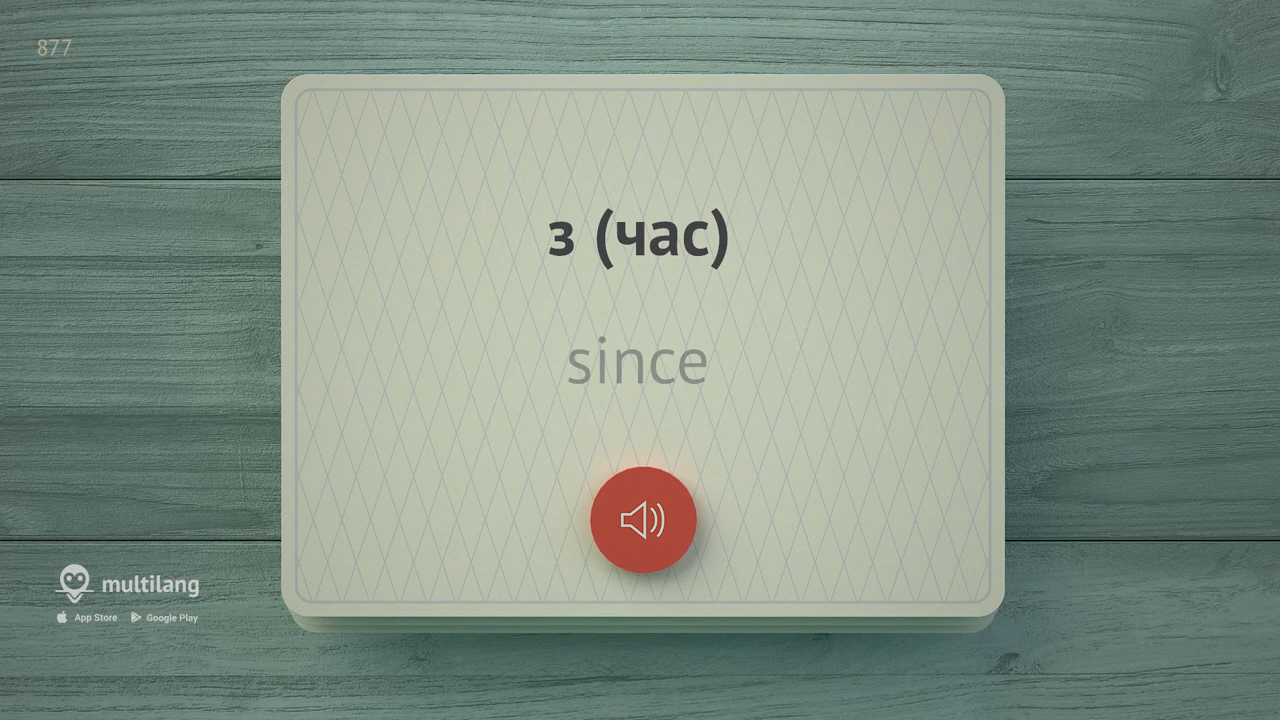 877
з (час)
since
multilang
App Store
Google Play